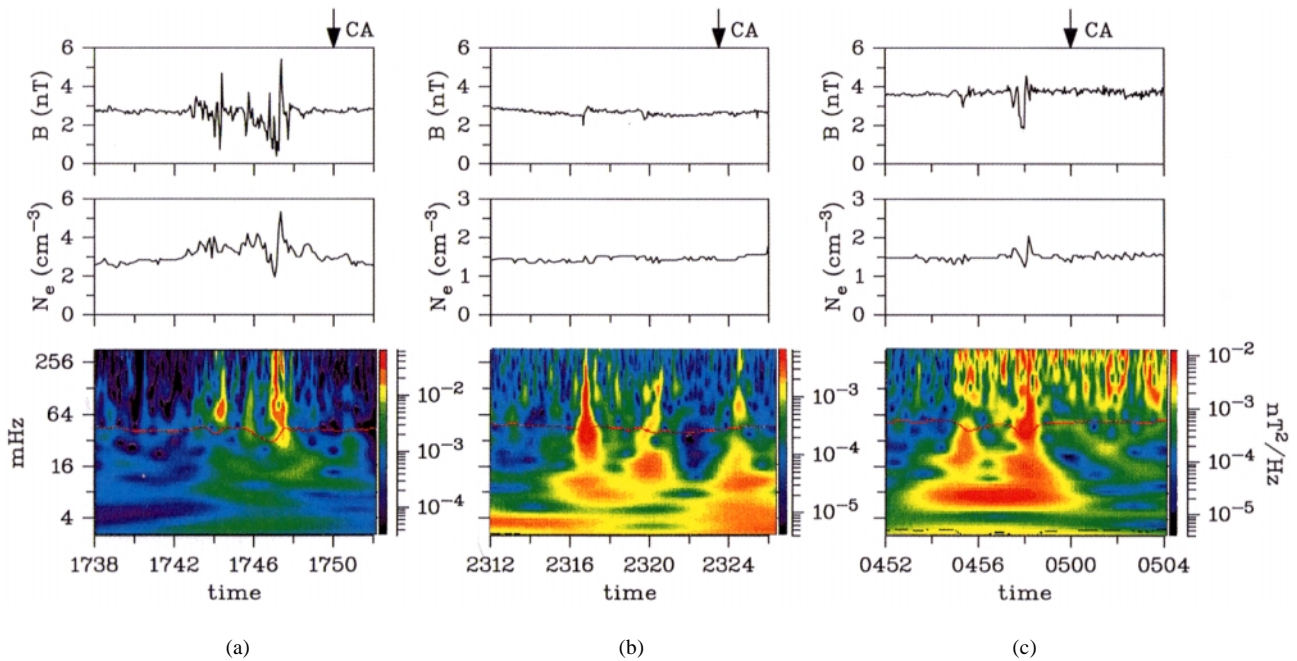 CA
CA
CA
B (nT)
6
4
2
0
B (nT)
6
4
2
0
B (nT)
6
4
2
0
N_e (cm⁻³)
6
4
2
0
N_e (cm⁻³)
3
2
1
0
N_e (cm⁻³)
3
2
1
0
mHz
256
64
16
4
10⁻²
10⁻³
10⁻⁴
10⁻³
10⁻⁴
10⁻⁵
10⁻²
10⁻³
10⁻⁴
10⁻⁵
nT²/Hz
1738 1742 1746 1750
time
2312 2316 2320 2324
time
0452 0456 0500 0504
time
(a) (b) (c)